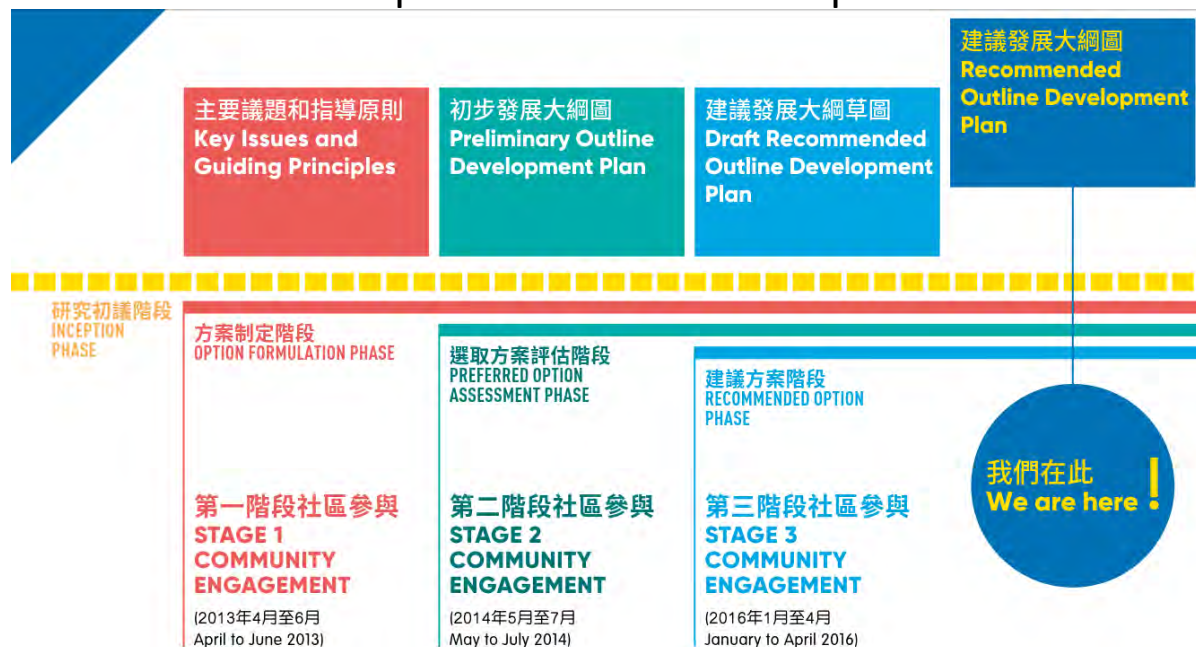 主要議題和指導原則
Key Issues and
Guiding Principles
初步發展大綱圖
Preliminary Outline
Development Plan
建議發展大綱草圖
Draft Recommended
Outline Development
Plan
建議發展大綱圖
Recommended
Outline Development
Plan
研究初議階段
INCEPTION
PHASE
方案制定階段
OPTION FORMULATION PHASE
選取方案評估階段
PREFERRED OPTION
ASSESSMENT PHASE
建議方案階段
RECOMMENDED OPTION
PHASE
第一階段社區參與
STAGE 1
COMMUNITY
ENGAGEMENT
(2013年4月至6月
April to June 2013)
第二階段社區參與
STAGE 2
COMMUNITY
ENGAGEMENT
(2014年5月至7月
May to July 2014)
第三階段社區參與
STAGE 3
COMMUNITY
ENGAGEMENT
(2016年1月至4月
January to April 2016)
我們在此
We are here !